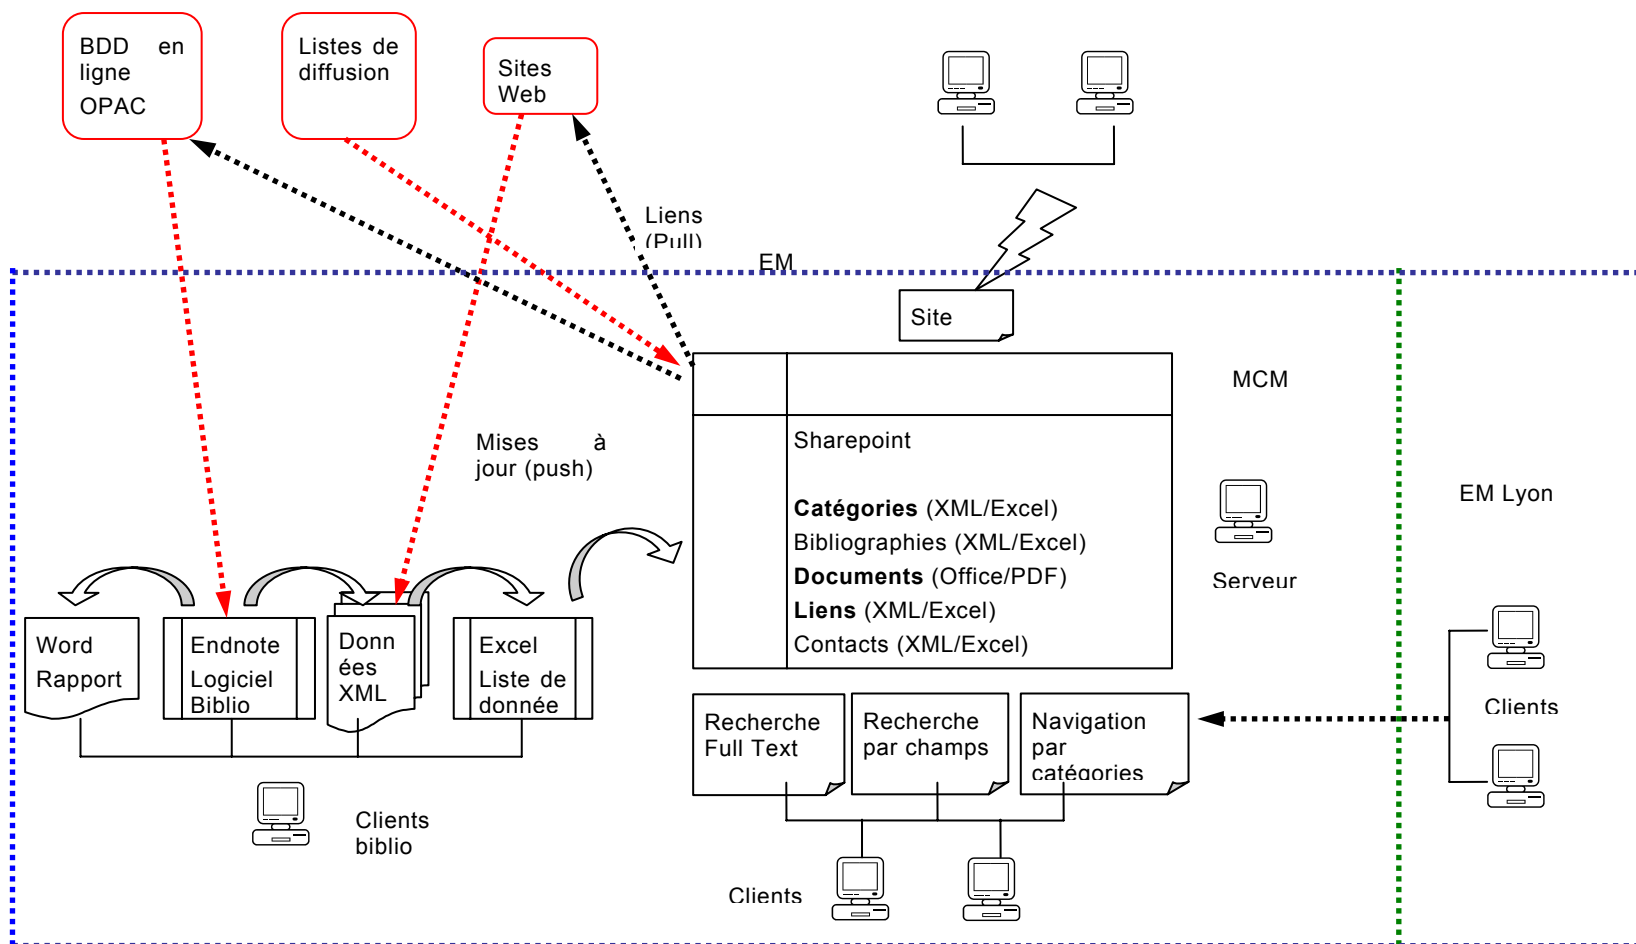 BDD en
ligne
OPAC
Listes de
diffusion
Sites
Web
Liens
(Pull)
EM
Site
MCM
Sharepoint
Mises à
jour (push)
EM Lyon
Catégories (XML/Excel)
Bibliographies (XML/Excel)
Documents (Office/PDF)
Liens (XML/Excel)
Contacts (XML/Excel)
Serveur
Word
Rapport
Endnote
Logiciel
Biblio
Donn
ées
XML
Excel
Liste de
donnée
Recherche
Full Text
Recherche
par champs
Navigation
par
catégories
Clients
Clients
biblio
Clients